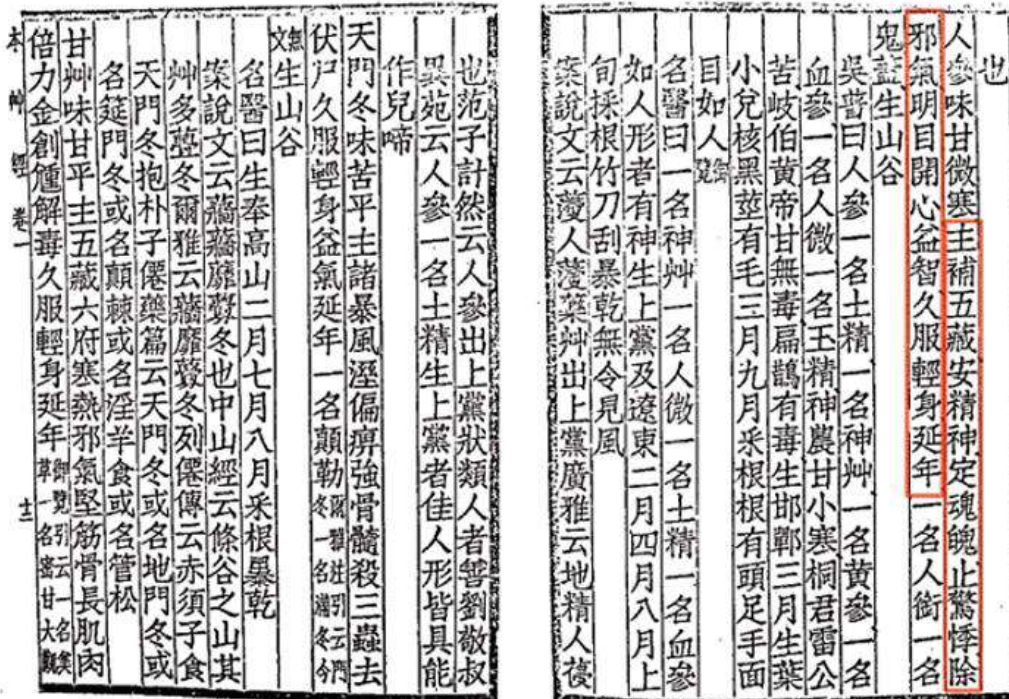 也
人參味甘微寒主補五藏安精神定魂魄止驚悸除
邪氣明目開心益智久服輕身延年一名人銜一名
鬼蓋生山谷
吳普曰人參一名土精一名神艸一名黃參一名
血參一名人微一名玉精神農甘小寒桐君雷公
苦岐伯黃帝甘無毒扁鵲有毒生邯鄲三月生葉
小兌核黑莖有毛三月九月采根根有頭足手面
目如人御覽
名醫曰一名神艸一名人微一名土精一名血參
如人形者有神生上黨及遼東二月四月八月上
旬採根竹刀刮暴乾無令見風
案說文云薓人薓藥艸出上黨廣雅云地精人薓
也范子計然云人參出上黨狀類人者善劉敬叔
異苑云人參一名土精生上黨者佳人形皆具能
作兒啼
天門冬味苦平主諸暴風溼偏痹強骨髓殺三蟲去
伏尸久服輕身益氣延年一名顛勒
無文生山谷
名醫曰生奉高山二月七月八月采根暴乾
案說文云蘠蘠靡虋冬也中山經云條谷之山其
艸多虋冬爾雅云蘠靡虋冬列僊傳云赤須子食
天門冬抱朴子僊藥篇云天門冬或名地門冬或
名筵門冬或名顛棘或名淫羊食或名管松
甘艸味甘平主五藏六府寒熱邪氣堅筋骨長肌肉
倍力金創尰解毒久服輕身延年
本神經 卷一 十三